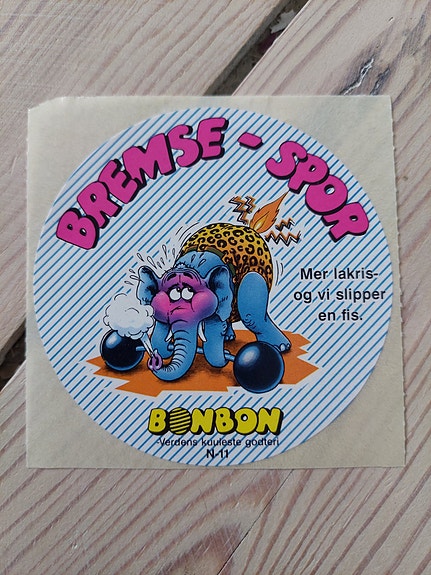 BREMSE - SPOR
Mer lakris-
og vi slipper
en fis.
BONBON
-Verdens kuuleste godteri
N-11